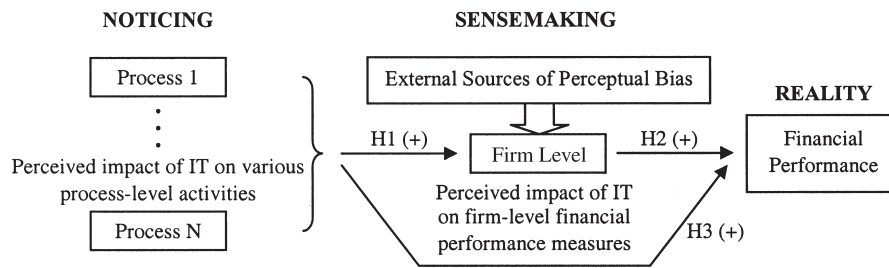 NOTICING
Process 1
Perceived impact of IT on various
process-level activities
Process N
SENSEMAKING
External Sources of Perceptual Bias
H1 (+)
Firm Level
H2 (+)
Perceived impact of IT
on firm-level financial
performance measures
H3 (+)
REALITY
Financial
Performance